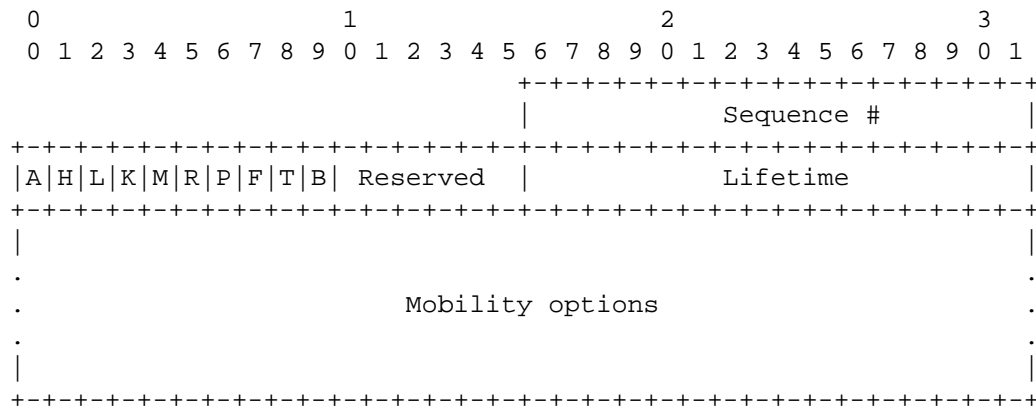 0                   1                   2                   3
 0 1 2 3 4 5 6 7 8 9 0 1 2 3 4 5 6 7 8 9 0 1 2 3 4 5 6 7 8 9 0 1
                                +-+-+-+-+-+-+-+-+-+-+-+-+-+-+-+
                                |          Sequence #           |
+-+-+-+-+-+-+-+-+-+-+-+-+-+-+-+-+-+-+-+-+-+-+-+-+-+-+-+-+-+-+-+
|A|H|L|K|M|R|P|F|T|B| Reserved  |           Lifetime            |
+-+-+-+-+-+-+-+-+-+-+-+-+-+-+-+-+-+-+-+-+-+-+-+-+-+-+-+-+-+-+-+
|                                                               |
.                                                               .
.                        Mobility options                       .
.                                                               .
|                                                               |
+-+-+-+-+-+-+-+-+-+-+-+-+-+-+-+-+-+-+-+-+-+-+-+-+-+-+-+-+-+-+-+